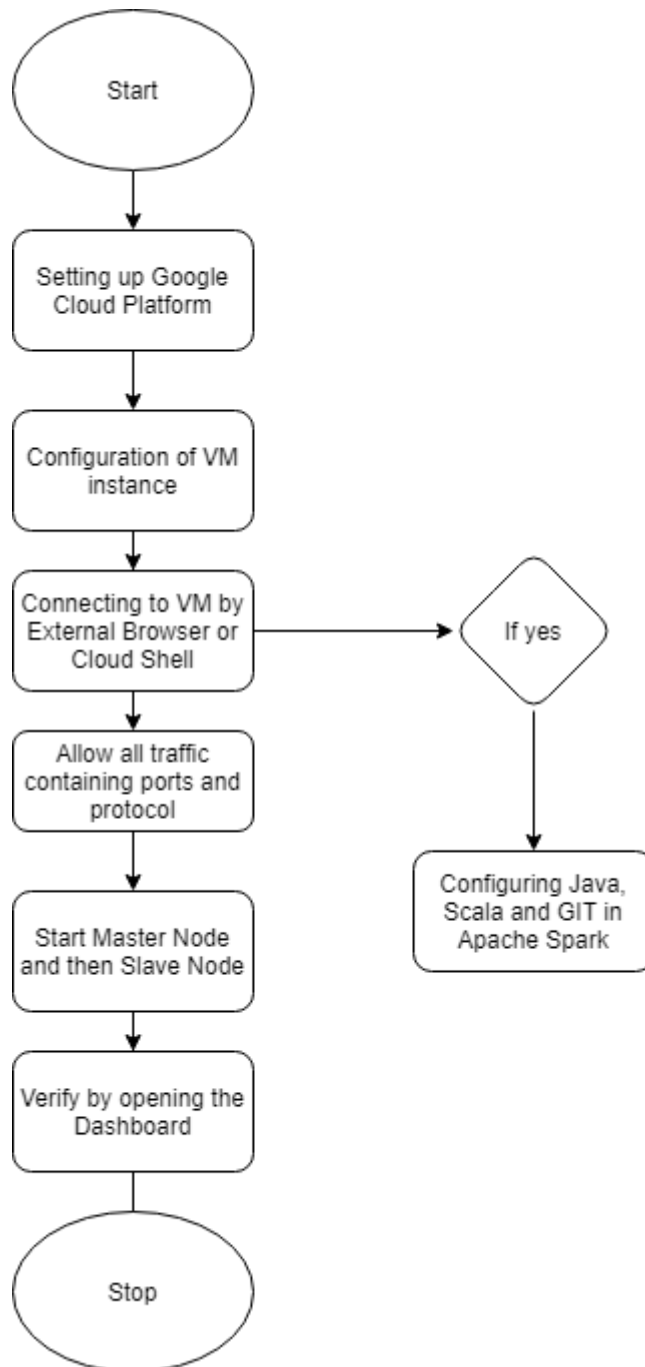 Start
Setting up Google
Cloud Platform
Configuration of VM
instance
Connecting to VM by
External Browser or
Cloud Shell
If yes
Allow all traffic
containing ports and
protocol
Configuring Java,
Scala and GIT in
Apache Spark
Start Master Node
and then Slave Node
Verify by opening the
Dashboard
Stop